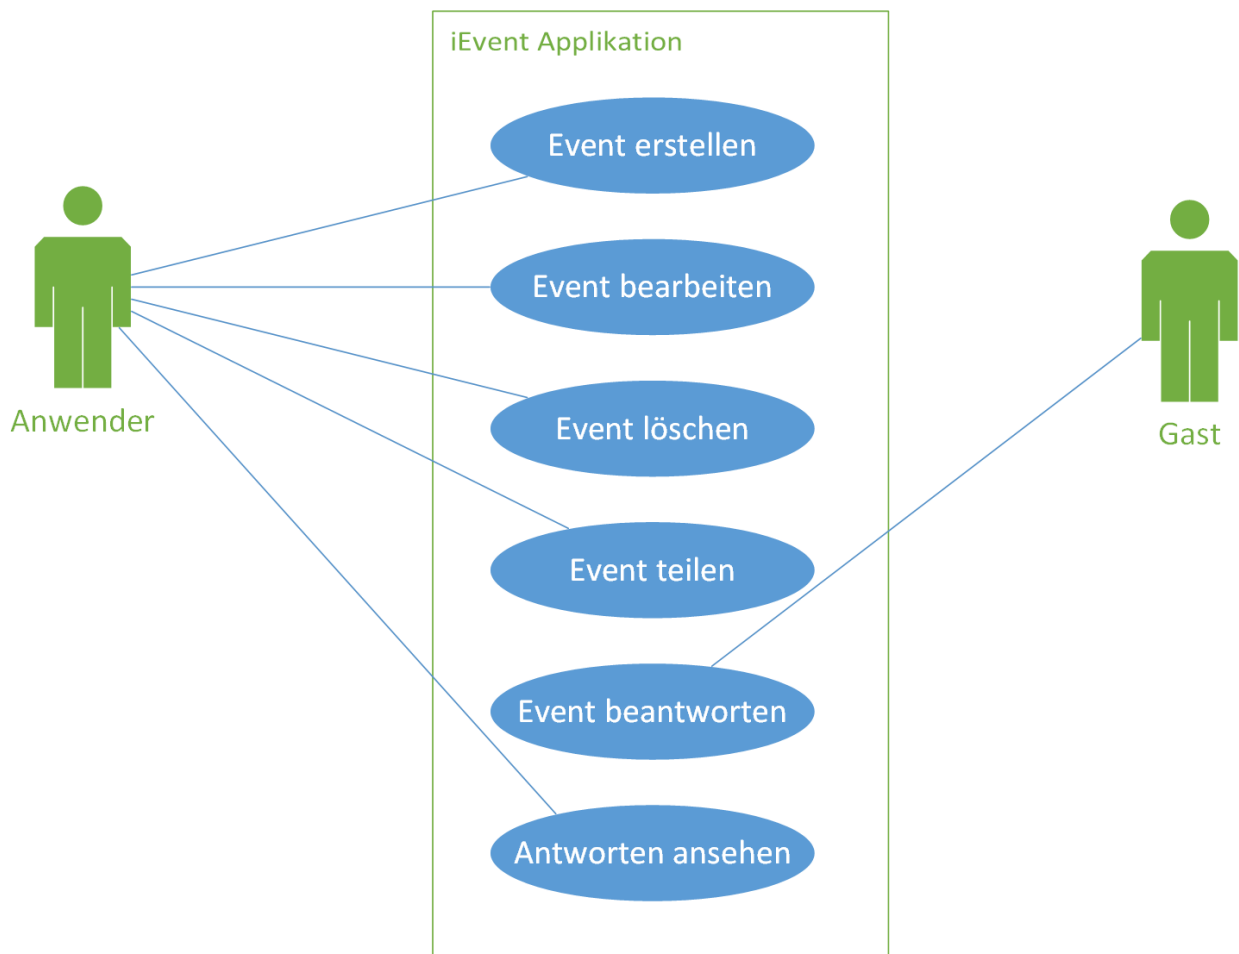 iEvent Applikation
Event erstellen
Event bearbeiten
Anwender
Event löschen
Gast
Event teilen
Event beantworten
Antworten ansehen